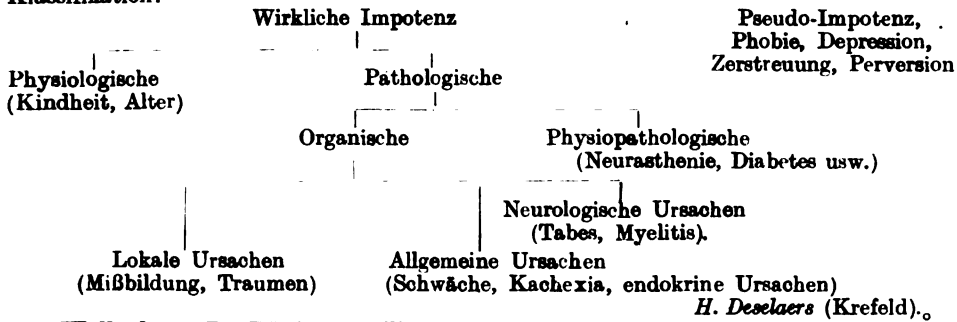 Klassifikation:
Wirkliche Impotenz
Pseudo-Impotenz,
Phobie, Depression,
Zerstreuung, Perversion
Physiologische
(Kindheit, Alter)
Pathologische
Organische
Physiopathologische
(Neurasthenie, Diabetes usw.)
Neurologische Ursachen
(Tabes, Myelitis).
Lokale Ursachen
(Mißbildung, Traumen)
Allgemeine Ursachen
(Schwäche, Kachexia, endokrine Ursachen)
H. Deselaers (Krefeld).